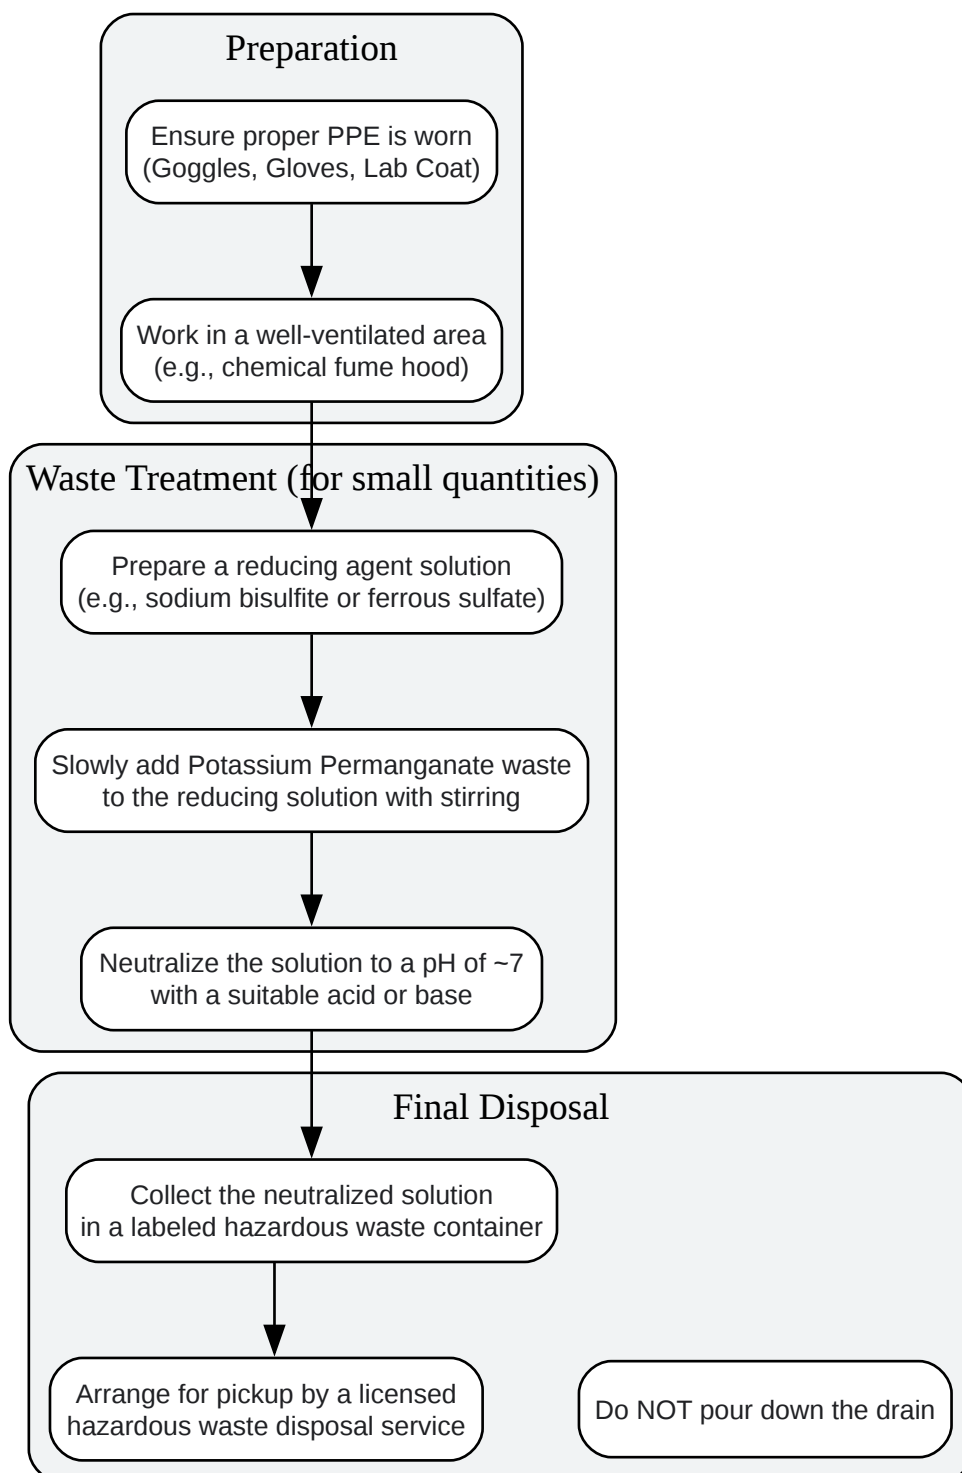 Preparation
Ensure proper PPE is worn
(Goggles, Gloves, Lab Coat)
Work in a well-ventilated area
(e.g., chemical fume hood)
Waste Treatment (for small quantities)
Prepare a reducing agent solution
(e.g., sodium bisulfite or ferrous sulfate)
Slowly add Potassium Permanganate waste
to the reducing solution with stirring
Neutralize the solution to a pH of ~7
with a suitable acid or base
Final Disposal
Collect the neutralized solution
in a labeled hazardous waste container
Arrange for pickup by a licensed
hazardous waste disposal service
Do NOT pour down the drain